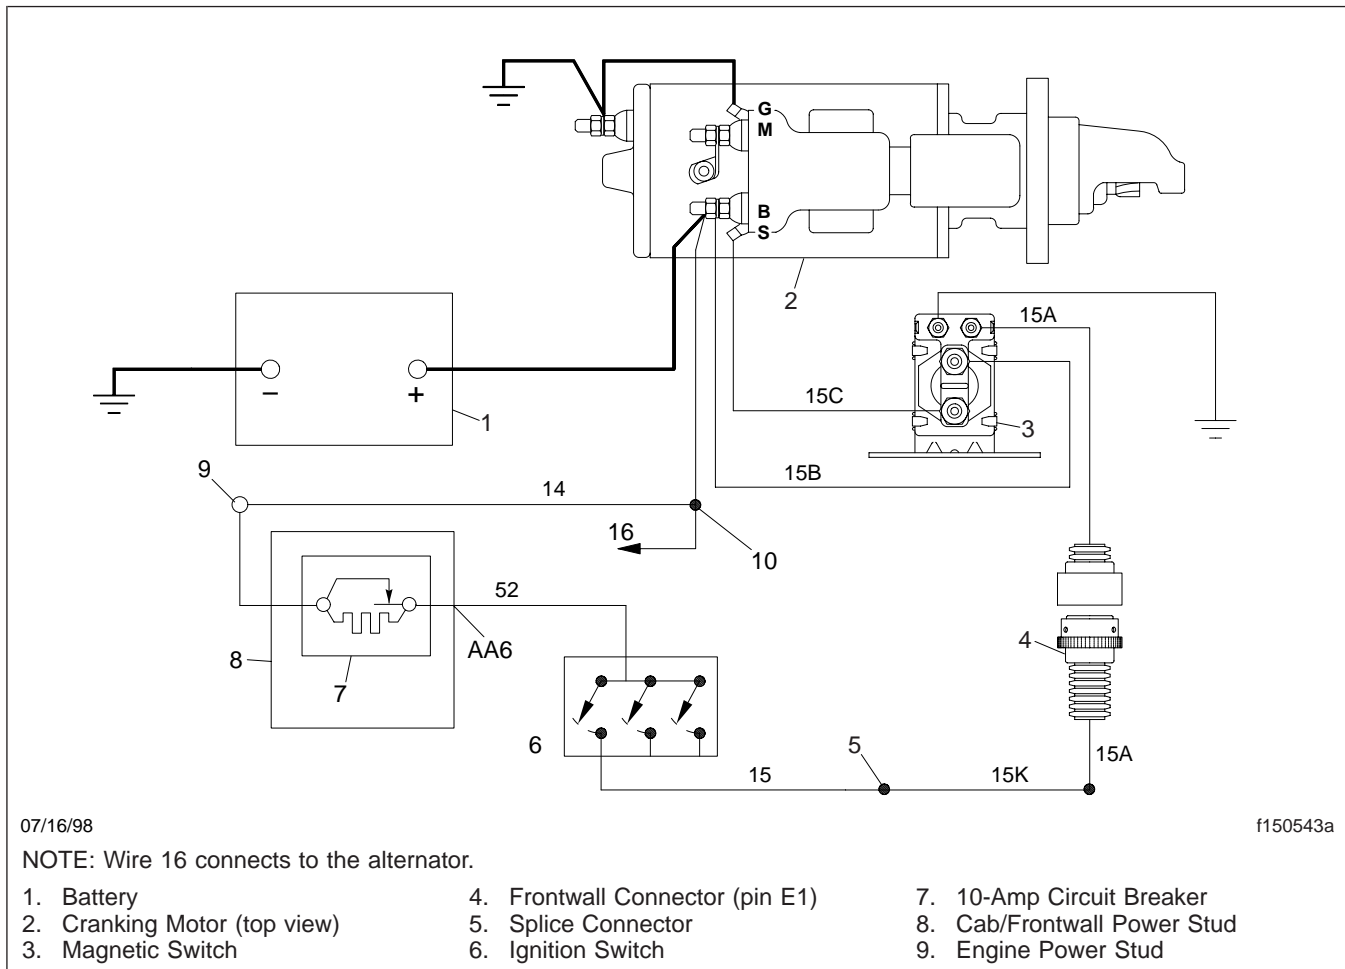 G
M
B
S
2
15A
−
+
1
15C
3
15B
9
14
16
10
52
AA6
8
7
4
6
5
15
15K
15A
07/16/98
f150543a
NOTE: Wire 16 connects to the alternator.
1. Battery
2. Cranking Motor (top view)
3. Magnetic Switch
4. Frontwall Connector (pin E1)
5. Splice Connector
6. Ignition Switch
7. 10-Amp Circuit Breaker
8. Cab/Frontwall Power Stud
9. Engine Power Stud